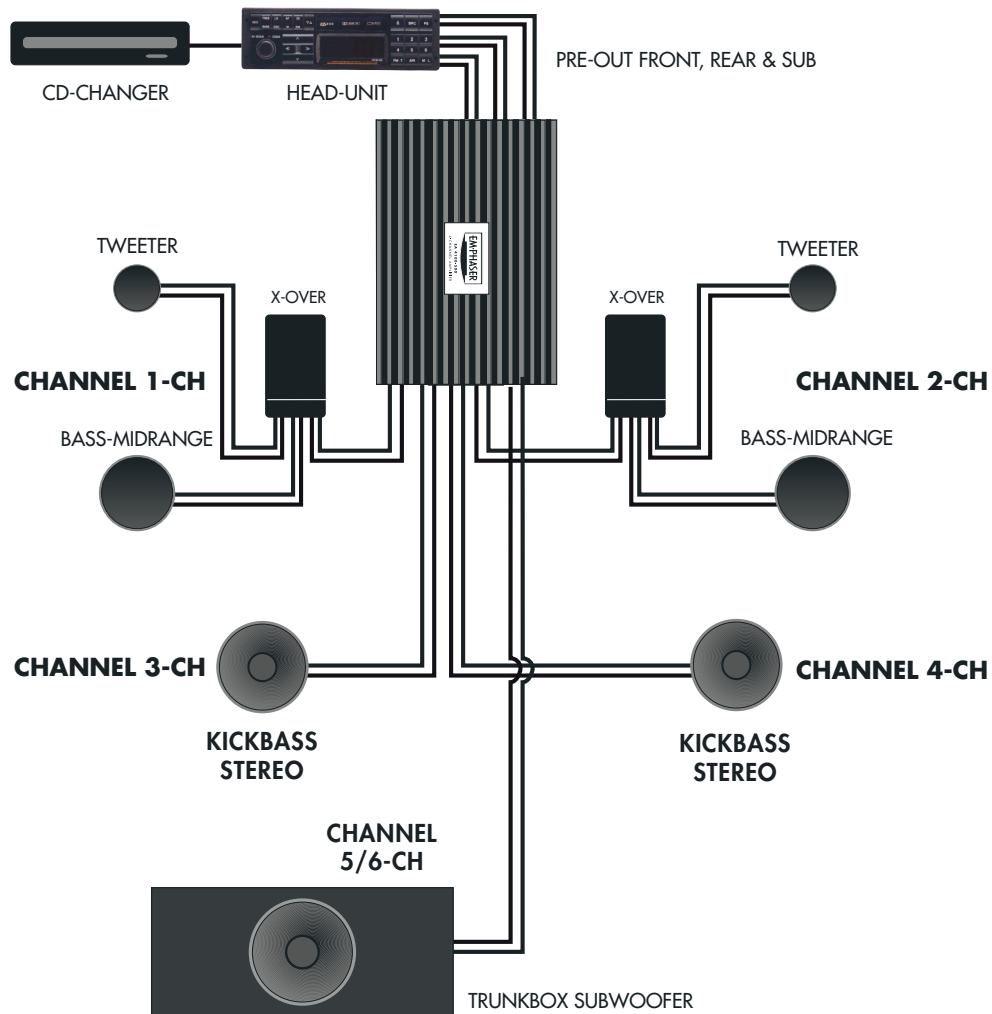 PRE-OUT FRONT, REAR & SUB
CD-CHANGER
HEAD-UNIT
EM-PHASER
TWEETER
TWEETER
X-OVER
X-OVER
CHANNEL 1-CH
CHANNEL 2-CH
BASS-MIDRANGE
BASS-MIDRANGE
CHANNEL 3-CH
CHANNEL 4-CH
KICKBASS
STEREO
KICKBASS
STEREO
CHANNEL
5/6-CH
TRUNKBOX SUBWOOFER